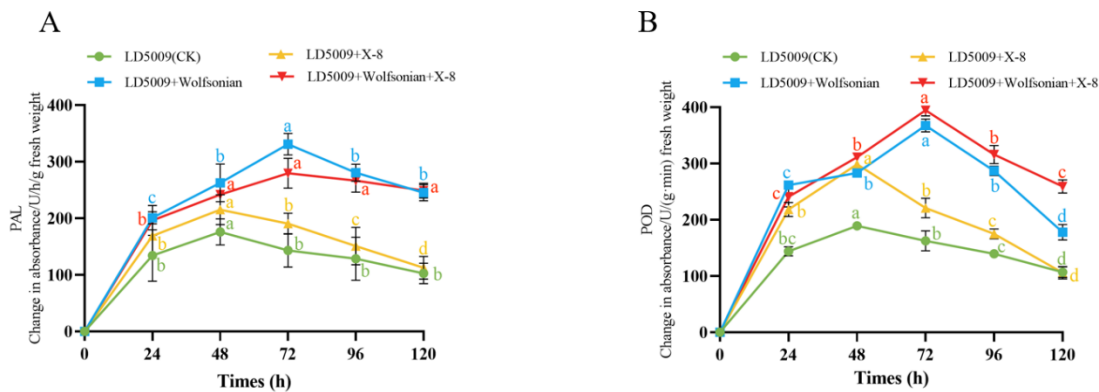 A
LD5009(CK)
LD5009+X-8
LD5009+Wolfsonian
LD5009+Wolfsonian+X-8
PAL
Change in absorbance/U/h/g fresh weight
400
300
200
100
0
a
b
b
b
c
a
a
a
a
b
a
b
c
b
a
d
b
b
b
b
0
24
48
72
96
120
Times (h)
B
LD5009(CK)
LD5009+X-8
LD5009+Wolfsonian
LD5009+Wolfsonian+X-8
POD
Change in absorbance/U/(g·min) fresh weight
400
300
200
100
0
a
b
b
a
c
c
a
c
b
b
b
b
d
a
bc
b
c
c
d
d
0
24
48
72
96
120
Times (h)